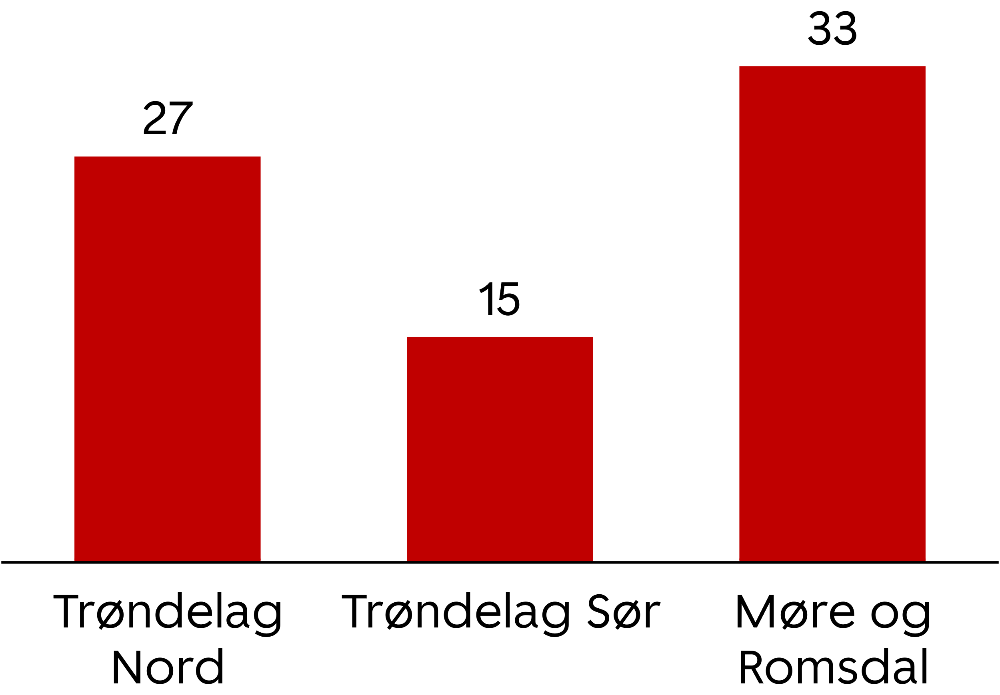 33
27
15
Trøndelag Nord
Trøndelag Sør
Møre og Romsdal